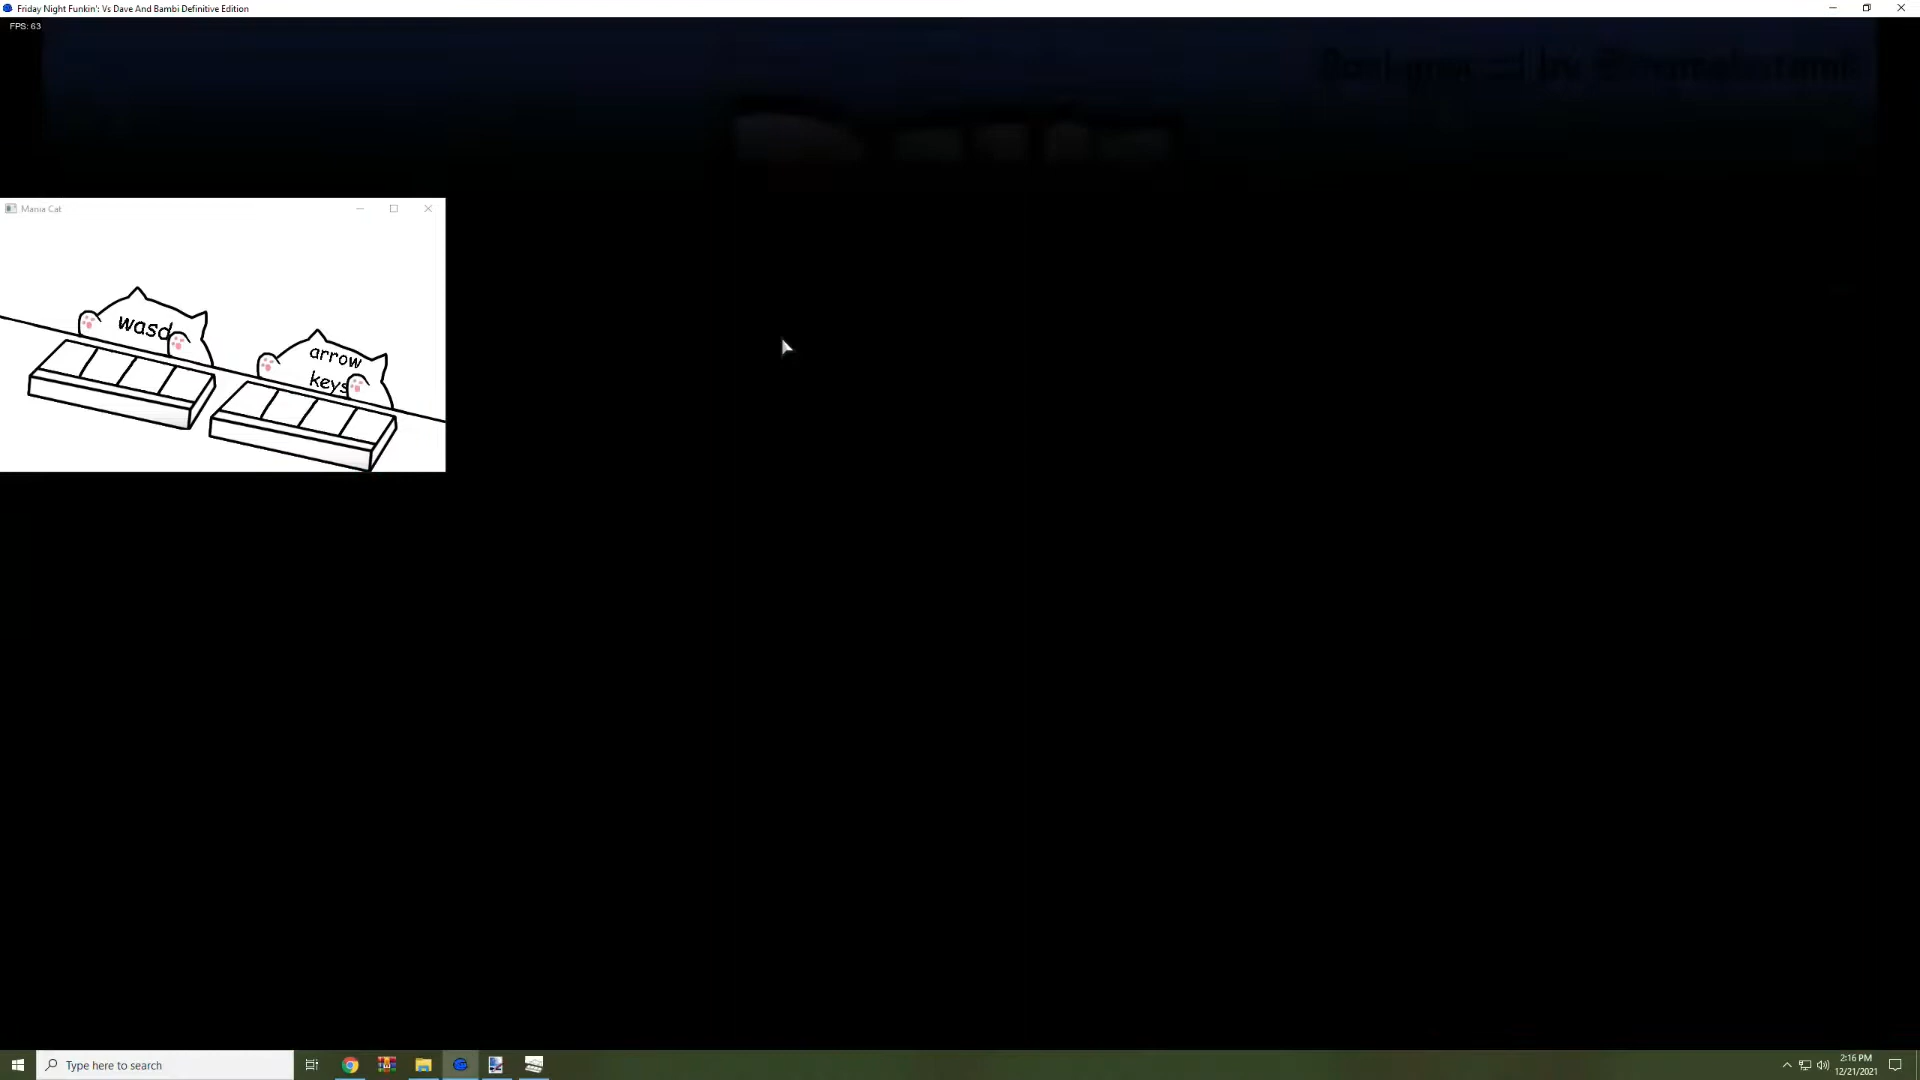 Friday Night Funkin': Vs Dave And Bambi Definitive Edition
FPS: 63
Mania Cat
wasd
arrow
keys
Type here to search
2:16 PM
12/21/2021